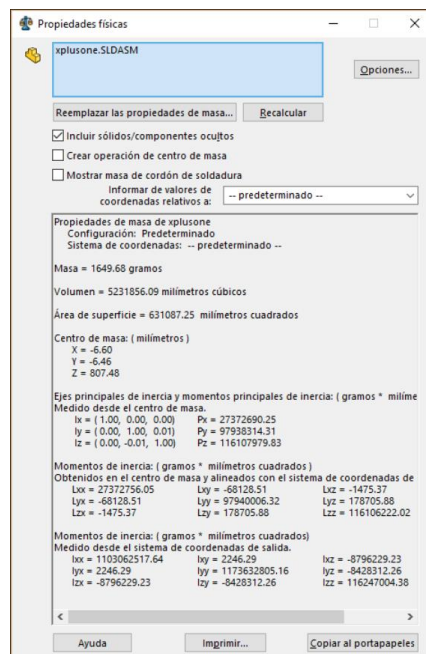 Propiedades físicas
xplusone.SLDASM
Opciones...
Reemplazar las propiedades de masa... Recalcular
Incluir sólidos/componentes ocultos
Crear operación de centro de masa
Mostrar masa de cordón de soldadura
Informar de valores de
coordenadas relativos a: -- predeterminado --
Propiedades de masa de xplusone
Configuración: Predeterminado
Sistema de coordenadas: -- predeterminado --
Masa = 1649.68 gramos
Volumen = 5231856.09 milímetros cúbicos
Área de superficie = 631087.25 milímetros cuadrados
Centro de masa: ( milímetros )
X = -6.60
Y = -6.46
Z = 807.48
Ejes principales de inercia y momentos principales de inercia: ( gramos * milíme
Medido desde el centro de masa.
Ix = ( 1.00, 0.00, 0.00) Px = 27372690.25
Iy = ( 0.00, 1.00, 0.01) Py = 97938314.31
Iz = ( 0.00, -0.01, 1.00) Pz = 116107979.83
Momentos de inercia: ( gramos * milímetros cuadrados )
Obtenidos en el centro de masa y alineados con el sistema de coordenadas de
Lxx = 27372756.05 Lxy = -68128.51 Lxz = -1475.37
Lyx = -68128.51 Lyy = 97940006.32 Lyz = 178705.88
Lzx = -1475.37 Lzy = 178705.88 Lzz = 116106222.02
Momentos de inercia: ( gramos * milímetros cuadrados)
Medido desde el sistema de coordenadas de salida.
Ixx = 1103062517.64 Ixy = 2246.29 Ixz = -8796229.23
Iyx = 2246.29 Iyy = 1173632805.16 Iyz = -8428312.26
Izx = -8796229.23 Izy = -8428312.26 Izz = 116247004.38
Ayuda Imprimir... Copiar al portapapeles